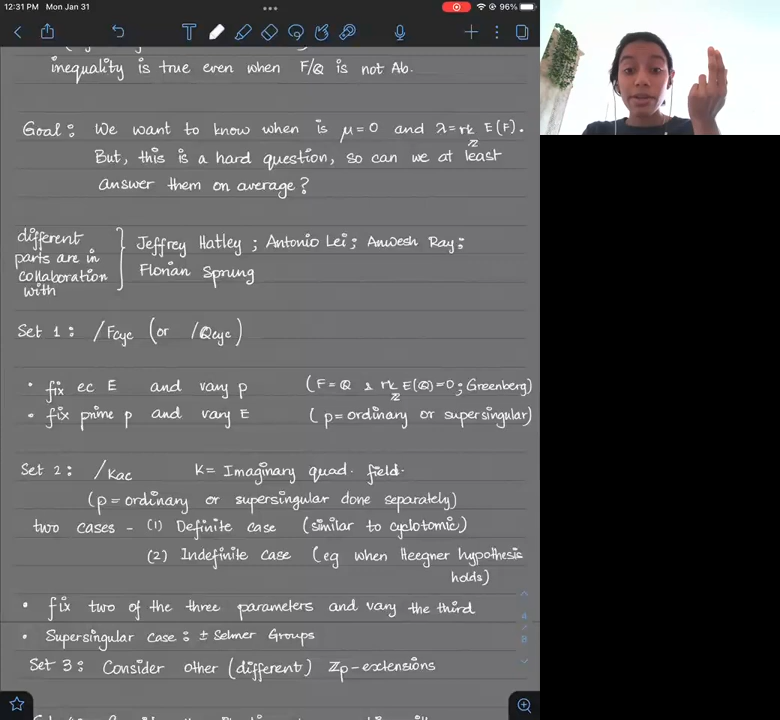 12:31 PM Mon Jan 31
96%
inequality is true even when F/Q is not Ab.
Goal: We want to know when is μ=0 and λ=rk_Z E(F).
But, this is a hard question, so can we at least
answer them on average?
different parts are in collaboration with } Jeffrey Hatley ; Antonio Lei ; Anwesh Ray ;
Florian Sprung
Set 1 : /Fcyc (or /Qcyc)
• fix ec E and vary p (F=Q & rk_Z E(Q)=0 ; Greenberg)
• fix prime p and vary E (p=ordinary or supersingular)
Set 2 : /Kac K= Imaginary quad. field.
(p=ordinary or supersingular done separately)
two cases - (1) Definite case (similar to cyclotomic)
(2) Indefinite case (eg when Heegner hypothesis
holds)
• fix two of the three parameters and vary the third
• Supersingular case : ± Selmer Groups
Set 3 : Consider other (different) Zp-extensions